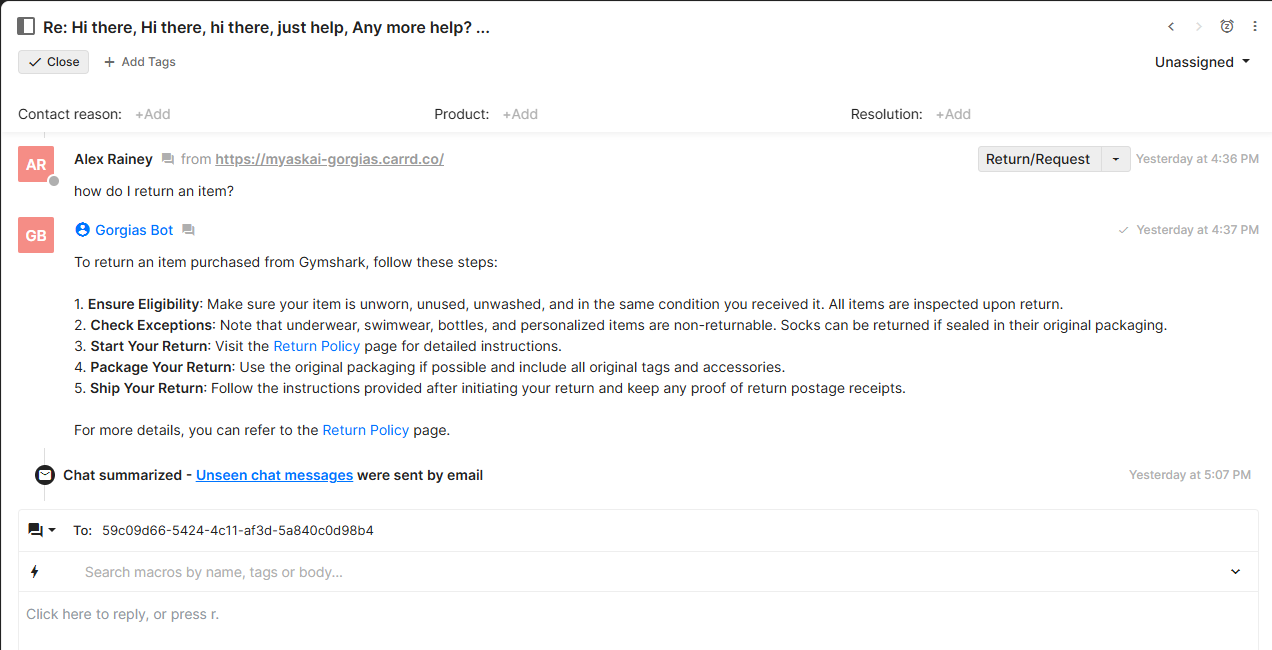 Re: Hi there, Hi there, hi there, just help, Any more help? ...
Close
Add Tags
Unassigned
Contact reason: +Add
Product: +Add
Resolution: +Add
AR
Alex Rainey from https://myaskai-gorgias.carrd.co/
Return/Request
Yesterday at 4:36 PM
how do I return an item?
GB
Gorgias Bot
Yesterday at 4:37 PM
To return an item purchased from Gymshark, follow these steps:
1. Ensure Eligibility: Make sure your item is unworn, unused, unwashed, and in the same condition you received it. All items are inspected upon return.
2. Check Exceptions: Note that underwear, swimwear, bottles, and personalized items are non-returnable. Socks can be returned if sealed in their original packaging.
3. Start Your Return: Visit the Return Policy page for detailed instructions.
4. Package Your Return: Use the original packaging if possible and include all original tags and accessories.
5. Ship Your Return: Follow the instructions provided after initiating your return and keep any proof of return postage receipts.
For more details, you can refer to the Return Policy page.
Chat summarized - Unseen chat messages were sent by email
Yesterday at 5:07 PM
To: 59c09d66-5424-4c11-af3d-5a840c0d98b4
Search macros by name, tags or body...
Click here to reply, or press r.